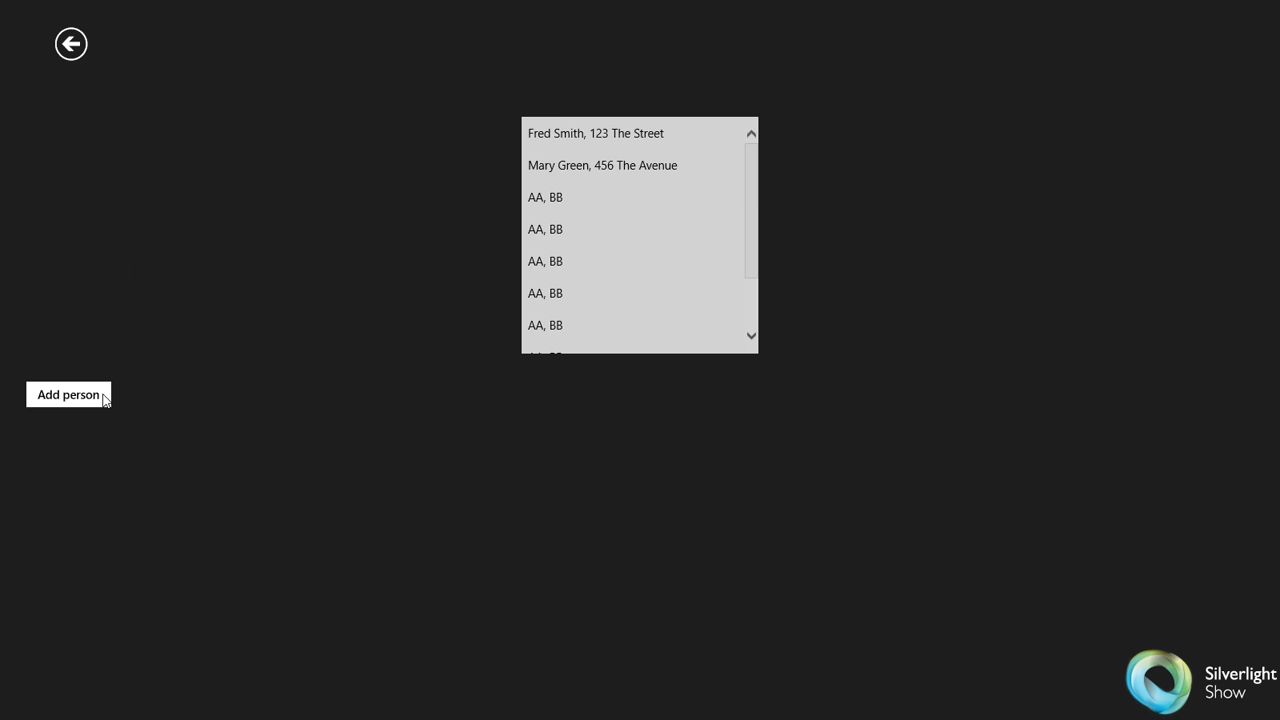 Fred Smith, 123 The Street
Mary Green, 456 The Avenue
AA, BB
AA, BB
AA, BB
AA, BB
AA, BB
Add person
Silverlight
Show